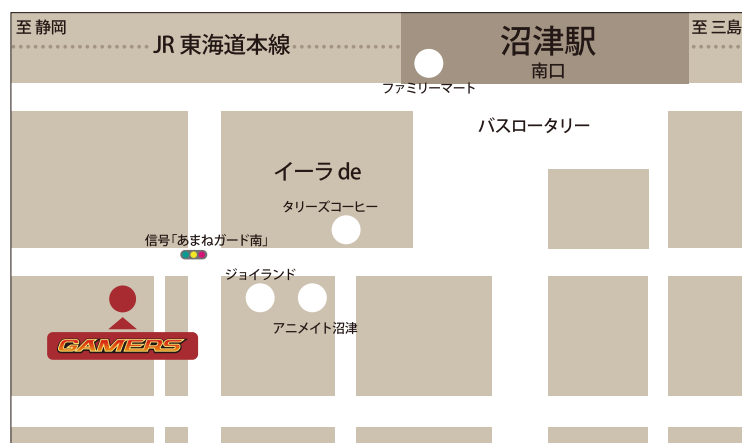 至 静岡
JR 東海道本線
沼津駅
南口
至 三島
ファミリーマート
バスロータリー
イーラde
タリーズコーヒー
信号「あまねガード南」
ジョイランド
アニメイト沼津
GAMERS